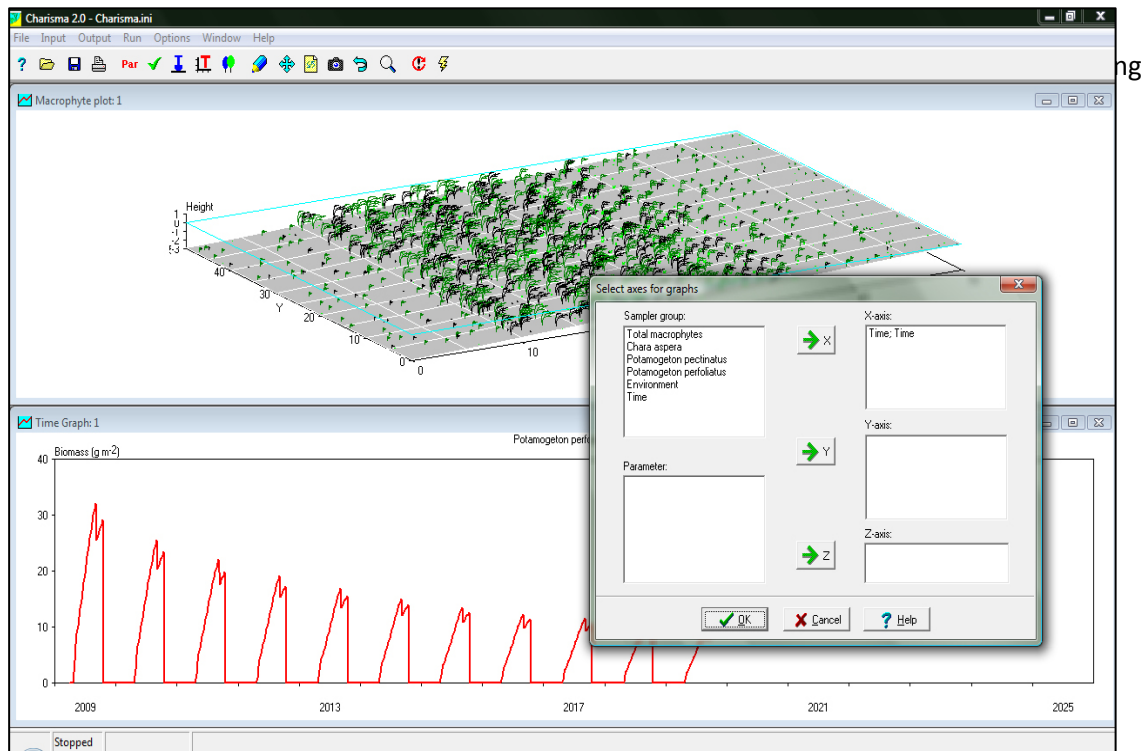 Charisma 2.0 - Charisma.ini
File Input Output Run Options Window Help
? Par T
ng
Macrophyte plot: 1
Height
1
0
-1
-2
-3
40
30
Y
20
10
0
0
10
Select axes for graphs
Sampler group:
Total macrophytes
Chara aspera
Potamogeton pectinatus
Potamogeton perfoliatus
Environment
Time
X
X-axis:
Time; Time
Y
Y-axis:
Parameter:
Z
Z-axis:
OK Cancel ? Help
Time Graph: 1
Biomass (g m-2)
Potamogeton perfo
40
30
20
10
0
2009 2013 2017 2021 2025
Stopped